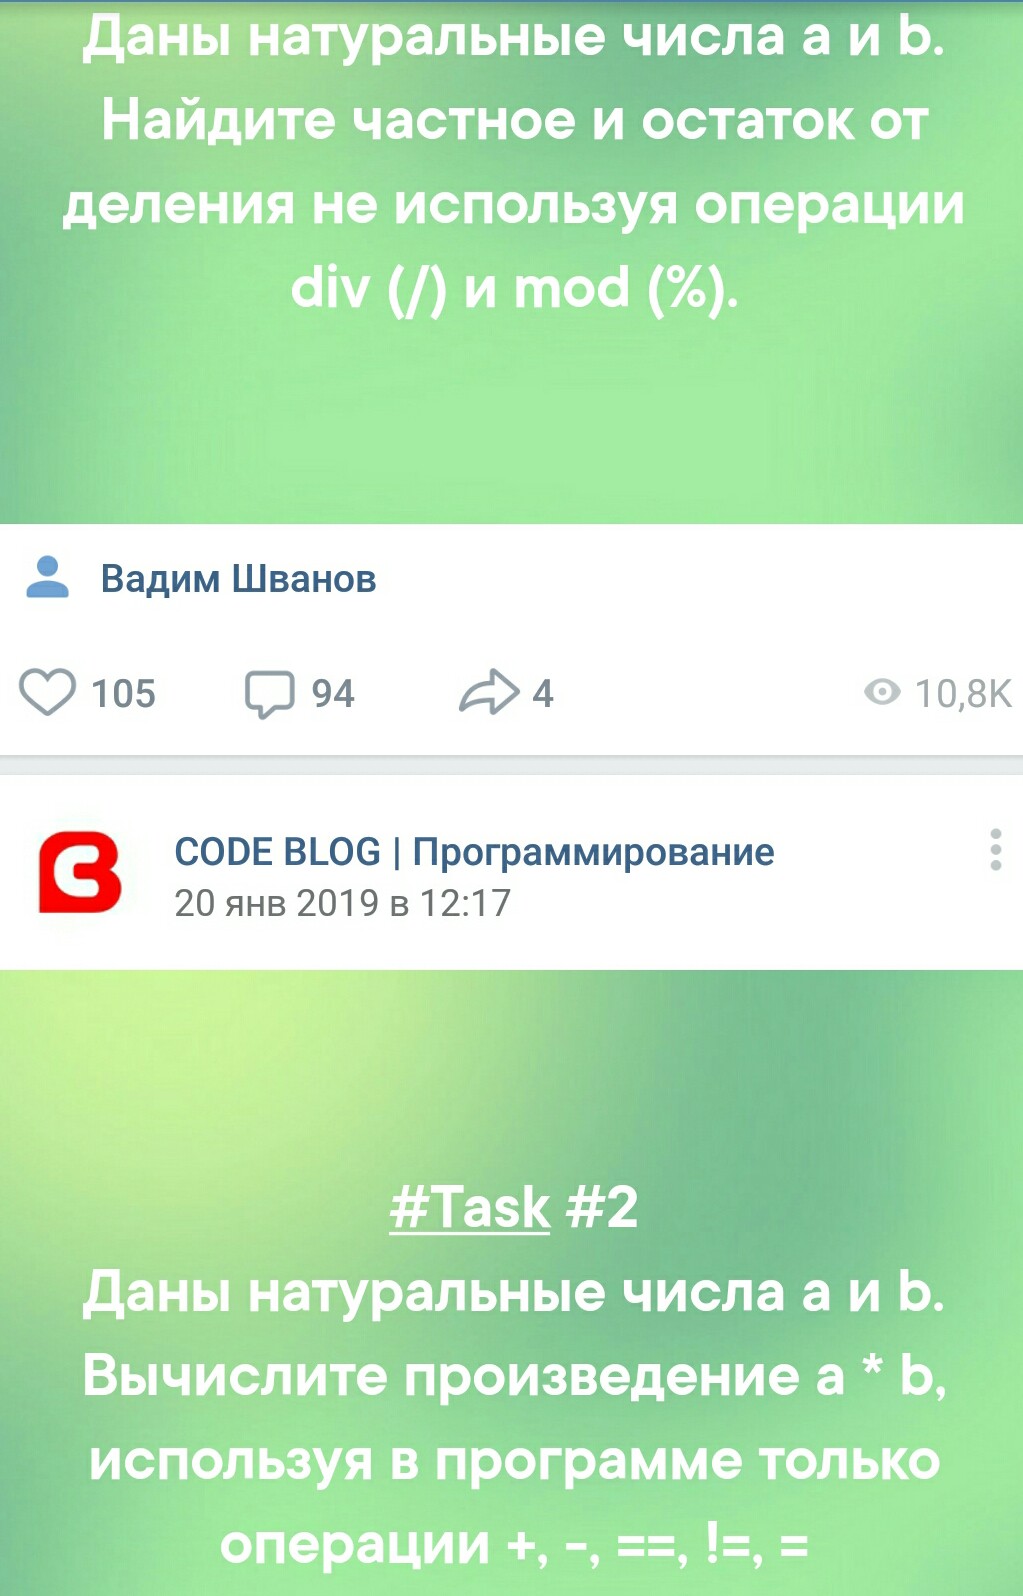 Даны натуральные числа a и b.
Найдите частное и остаток от
деления не используя операции
div (/) и mod (%).
Вадим Шванов
105 94 4 10,8K
CODE BLOG | Программирование
20 янв 2019 в 12:17
#Task #2
Даны натуральные числа a и b.
Вычислите произведение a * b,
используя в программе только
операции +, -, ==, !=, =